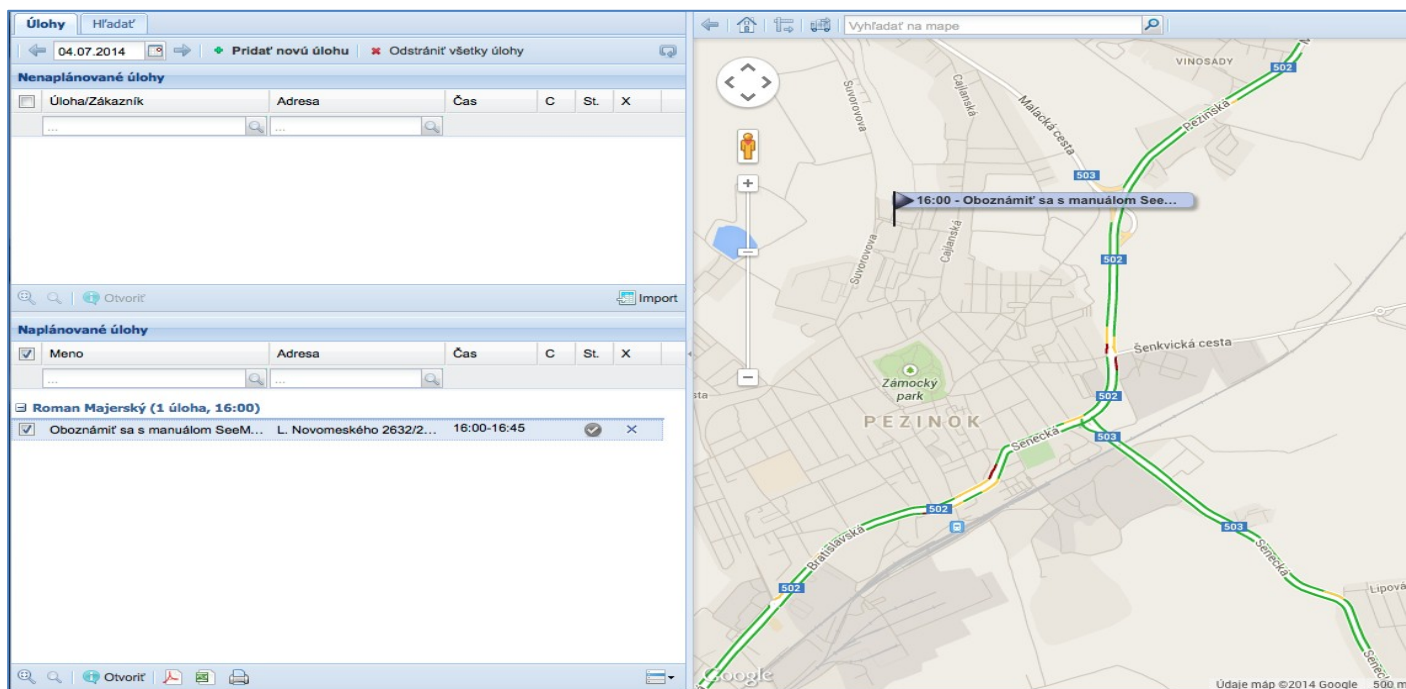 Úlohy Hľadať
04.07.2014 Pridať novú úlohu Odstrániť všetky úlohy
Nenaplánované úlohy
Úloha/Zákazník Adresa Čas C St. X
... ...
Otvoriť Import
Naplánované úlohy
Meno Adresa Čas C St. X
... ...
Roman Majerský (1 úloha, 16:00)
Oboznámiť sa s manuálom SeeM... L. Novomeského 2632/2... 16:00-16:45 X
Otvoriť
Vyhľadať na mape
VINOSADY
502
Suvorovova
Cajlanská
Malacká cesta
Pezinská
503
16:00 - Oboznámiť sa s manuálom See...
Suvorovova
Cajlanská
502
Šenkvická cesta
Zámocký
park
sta
502
PEZINOK
Senecká
503
502
503
Bratislavská
Senecká
502
Lipová
Senecká
Google
Údaje máp ©2014 Google 500 m